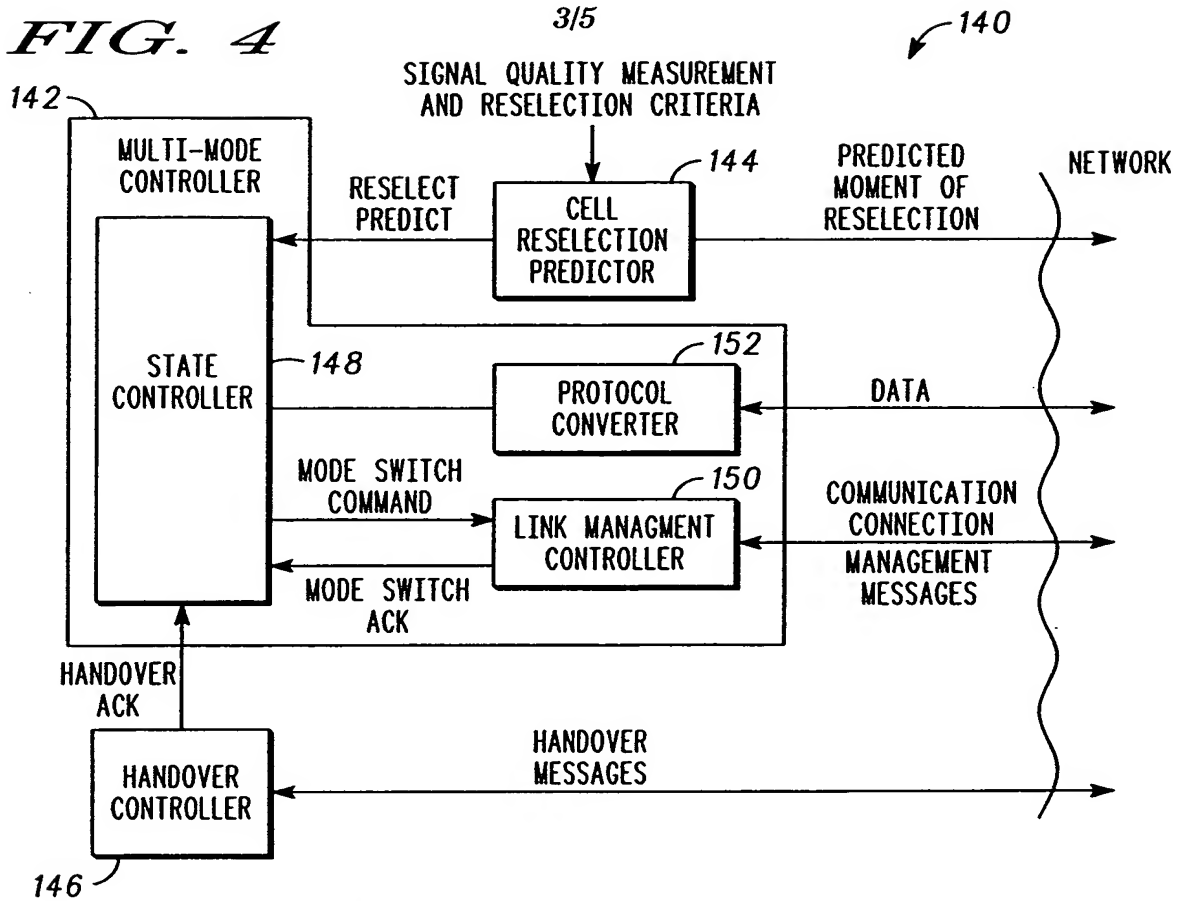 FIG. 4
3/5
140
SIGNAL QUALITY MEASUREMENT
AND RESELECTION CRITERIA
142
MULTI-MODE
CONTROLLER
RESELECT
PREDICT
144
CELL
RESELECTION
PREDICTOR
PREDICTED
MOMENT OF
RESELECTION
NETWORK
STATE
CONTROLLER
148
152
PROTOCOL
CONVERTER
DATA
MODE SWITCH
COMMAND
150
LINK MANAGMENT
CONTROLLER
COMMUNICATION
CONNECTION
MANAGEMENT
MESSAGES
MODE SWITCH
ACK
HANDOVER
ACK
HANDOVER
CONTROLLER
HANDOVER
MESSAGES
146